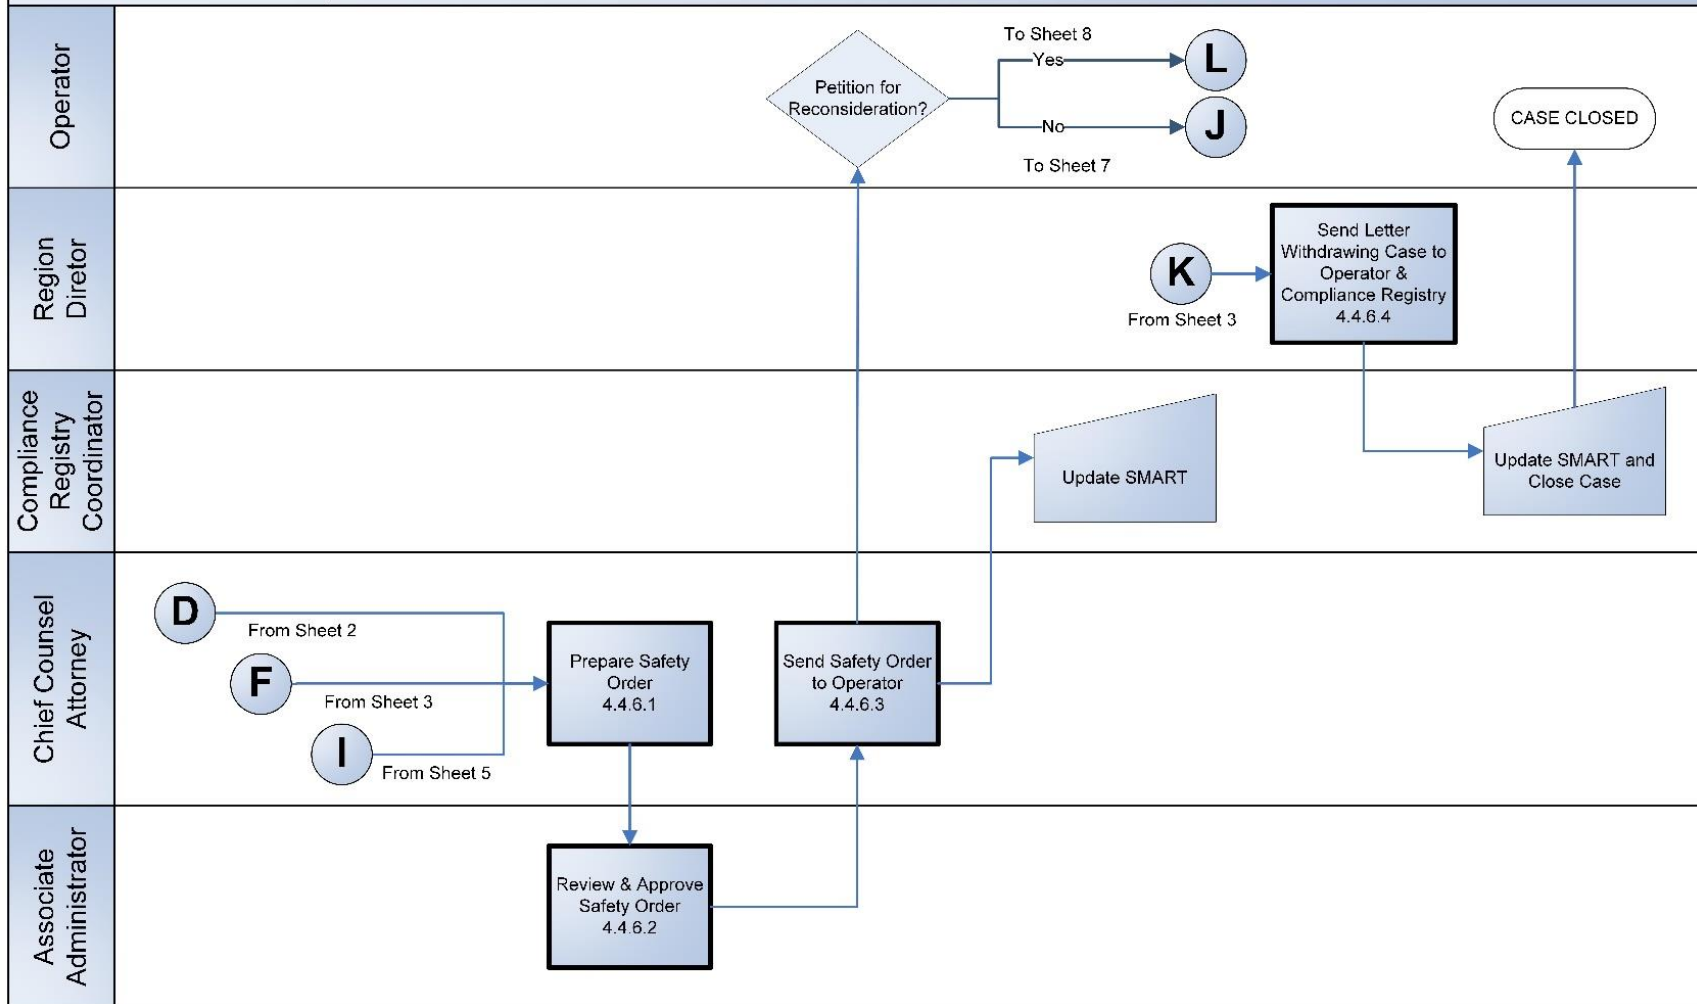 Operator
Petition for
Reconsideration?
To Sheet 8
Yes
L
No
J
To Sheet 7
CASE CLOSED
Region
Diretor
K
From Sheet 3
Send Letter
Withdrawing Case to
Operator &
Compliance Registry
4.4.6.4
Compliance
Registry
Coordinator
Update SMART
Update SMART and
Close Case
Chief Counsel
Attorney
D
From Sheet 2
F
From Sheet 3
I
From Sheet 5
Prepare Safety
Order
4.4.6.1
Send Safety Order
to Operator
4.4.6.3
Associate
Administrator
Review & Approve
Safety Order
4.4.6.2